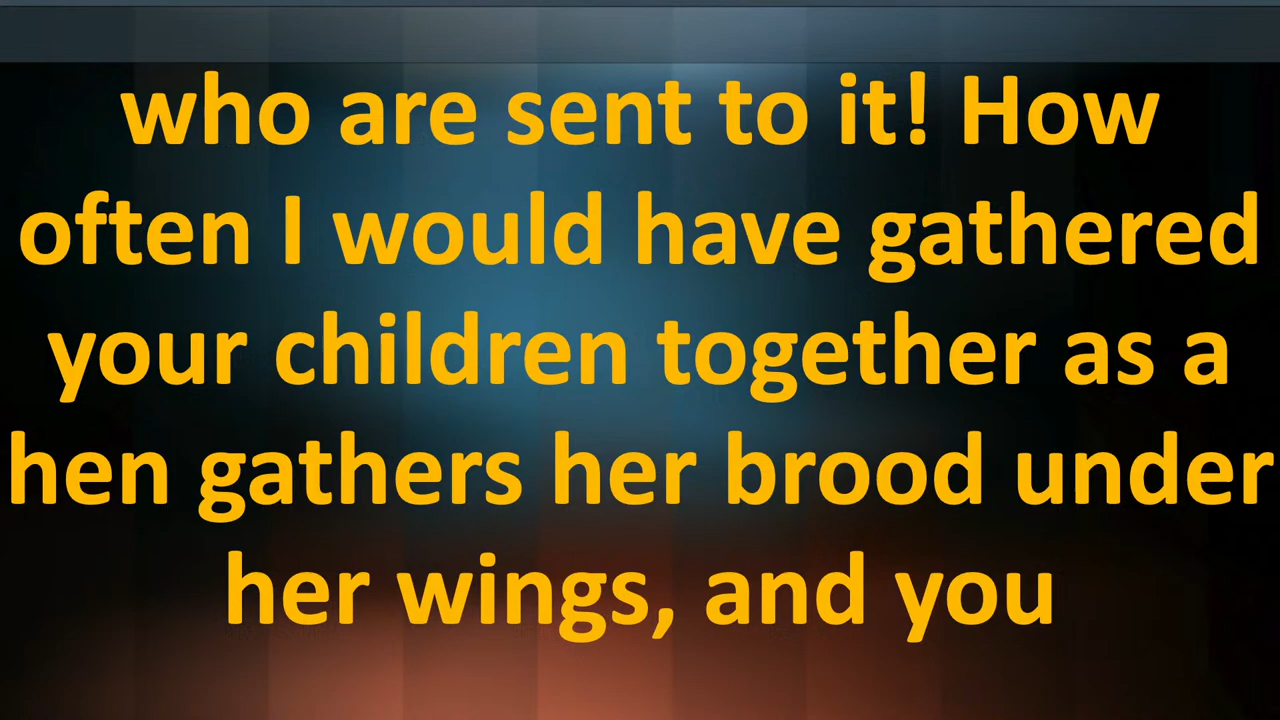 who are sent to it! How
often I would have gathered
your children together as a
hen gathers her brood under
her wings, and you